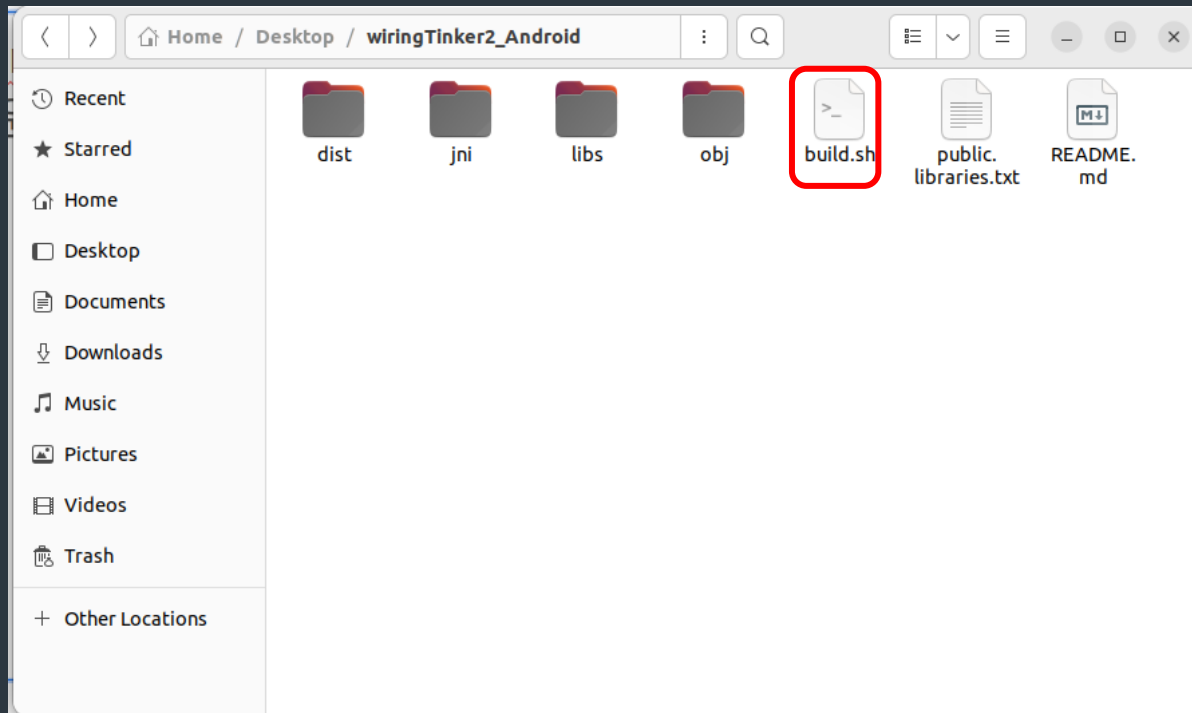 Home / Desktop / wiringTinker2_Android
Recent
Starred
Home
Desktop
Documents
Downloads
Music
Pictures
Videos
Trash
+ Other Locations
dist
jni
libs
obj
>_
build.sh
public.
libraries.txt
M↓
README.
md